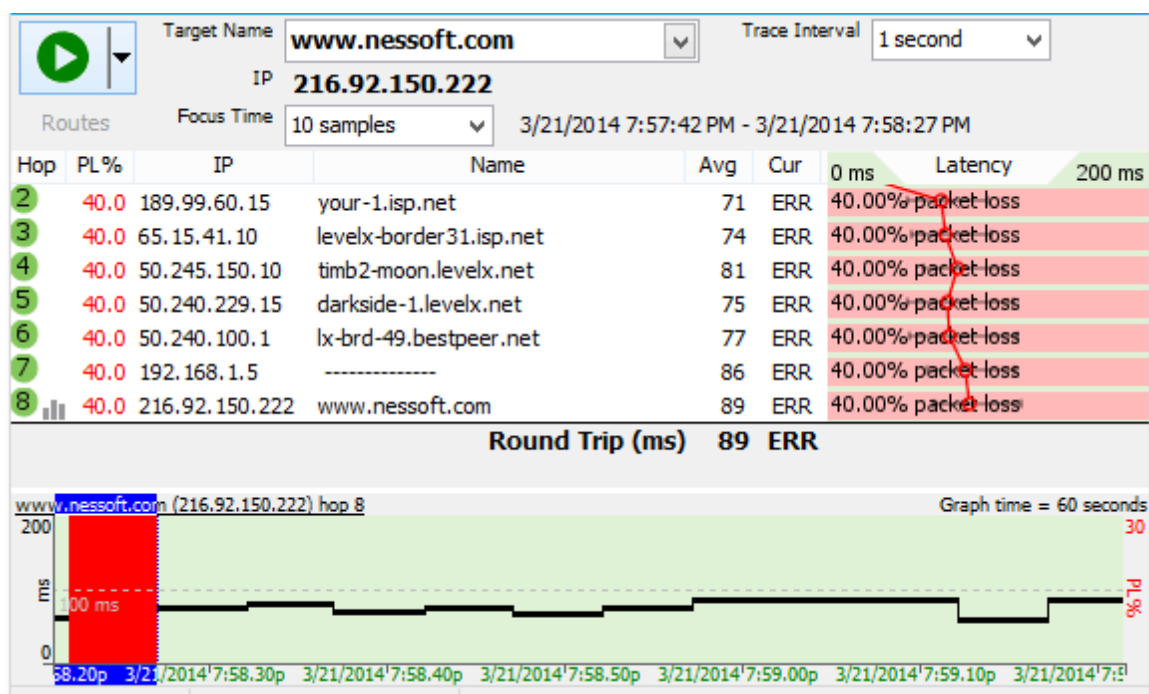 Target Name www.nessoft.com Trace Interval 1 second
IP 216.92.150.222
Routes Focus Time 10 samples 3/21/2014 7:57:42 PM - 3/21/2014 7:58:27 PM
Hop PL% IP Name Avg Cur 0 ms Latency 200 ms
2 40.0 189.99.60.15 your-1.isp.net 71 ERR 40.00% packet loss
3 40.0 65.15.41.10 levelx-border31.isp.net 74 ERR 40.00% packet loss
4 40.0 50.245.150.10 timb2-moon.levelx.net 81 ERR 40.00% packet loss
5 40.0 50.240.229.15 darkside-1.levelx.net 75 ERR 40.00% packet loss
6 40.0 50.240.100.1 lx-brd-49.bestpeer.net 77 ERR 40.00% packet loss
7 40.0 192.168.1.5 -------------- 86 ERR 40.00% packet loss
8 40.0 216.92.150.222 www.nessoft.com 89 ERR 40.00% packet loss
Round Trip (ms) 89 ERR
www.nessoft.com (216.92.150.222) hop 8 Graph time = 60 seconds
200 30
ms 100 ms PL%
0
58.20p 3/21/2014 7:58.30p 3/21/2014 7:58.40p 3/21/2014 7:58.50p 3/21/2014 7:59.00p 3/21/2014 7:59.10p 3/21/2014 7:5